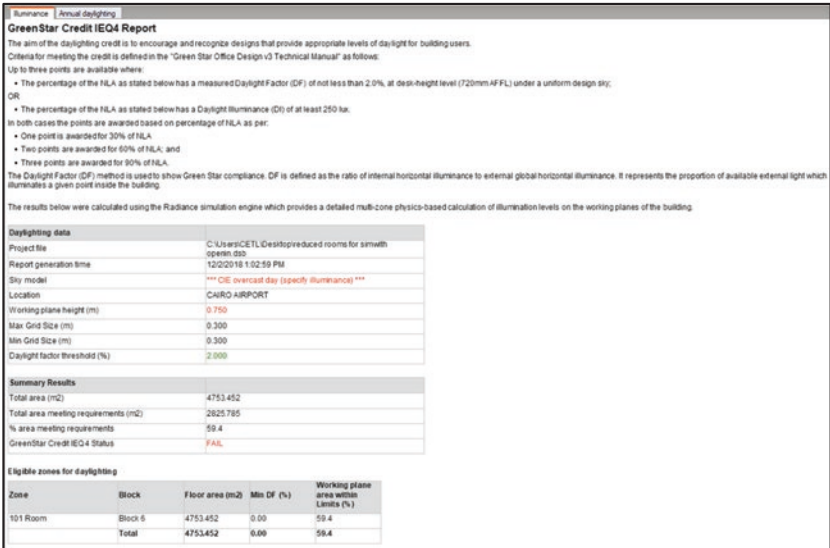 Illuminance Annual daylighting
GreenStar Credit IEQ4 Report
The aim of the daylighting credit is to encourage and recognize designs that provide appropriate levels of daylight for building users.
Criteria for meeting the credit is defined in the "Green Star Office Design v3 Technical Manual" as follows:
Up to three points are available where:
• The percentage of the NLA as stated below has a measured Daylight Factor (DF) of not less than 2.0%, at desk-height level (720mm AFFL) under a uniform design sky;
OR
• The percentage of the NLA as stated below has a Daylight Illuminance (DI) of at least 250 lux.
In both cases the points are awarded based on percentage of NLA as per:
• One point is awarded for 30% of NLA
• Two points are awarded for 60% of NLA; and
• Three points are awarded for 90% of NLA.
The Daylight Factor (DF) method is used to show Green Star compliance. DF is defined as the ratio of internal horizontal illuminance to external global horizontal illuminance. It represents the proportion of available external light which
illuminates a given point inside the building.
The results below were calculated using the Radiance simulation engine which provides a detailed multi-zone physics-based calculation of illumination levels on the working planes of the building.
Daylighting data
Project file C:\Users\CETL\Desktop\reduced rooms for simwith
openin.dsb
Report generation time 12/2/2018 1:02:59 PM
Sky model *** CIE overcast day (specify illuminance) ***
Location CAIRO AIRPORT
Working plane height (m) 0.750
Max Grid Size (m) 0.300
Min Grid Size (m) 0.300
Daylight factor threshold (%) 2.000
Summary Results
Total area (m2) 4753.452
Total area meeting requirements (m2) 2825.785
% area meeting requirements 59.4
GreenStar Credit IEQ4 Status FAIL
Eligible zones for daylighting
Zone Block Floor area (m2) Min DF (%) Working plane
area within
Limits (%)
101 Room Block 6 4753.452 0.00 59.4
Total 4753.452 0.00 59.4